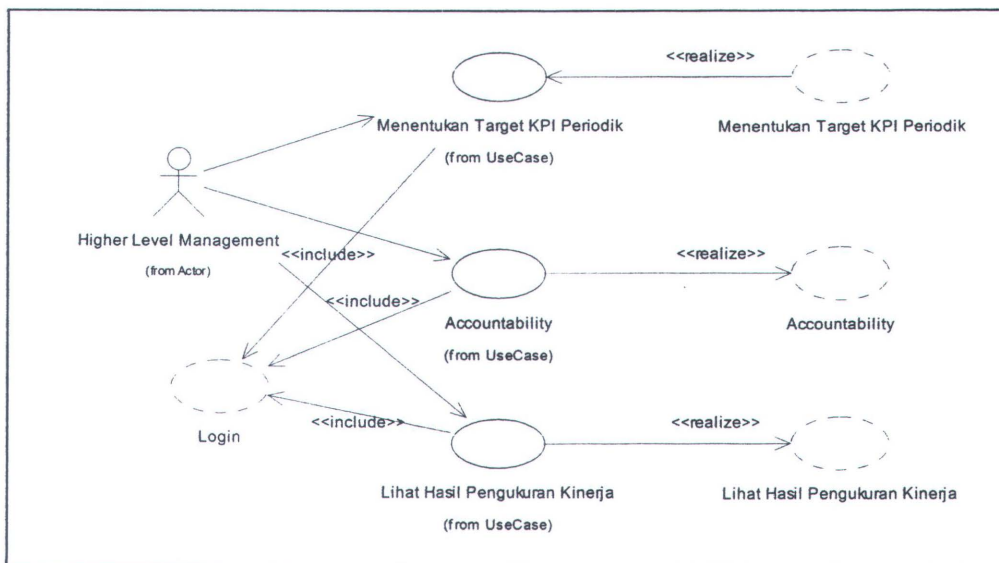 <<realize>>
Menentukan Target KPI Periodik
(from UseCase)
Menentukan Target KPI Periodik
Higher Level Management
(from Actor)
<<include>>
<<realize>>
<<include>>
Accountability
(from UseCase)
Accountability
Login
<<include>>
<<realize>>
Lihat Hasil Pengukuran Kinerja
(from UseCase)
Lihat Hasil Pengukuran Kinerja